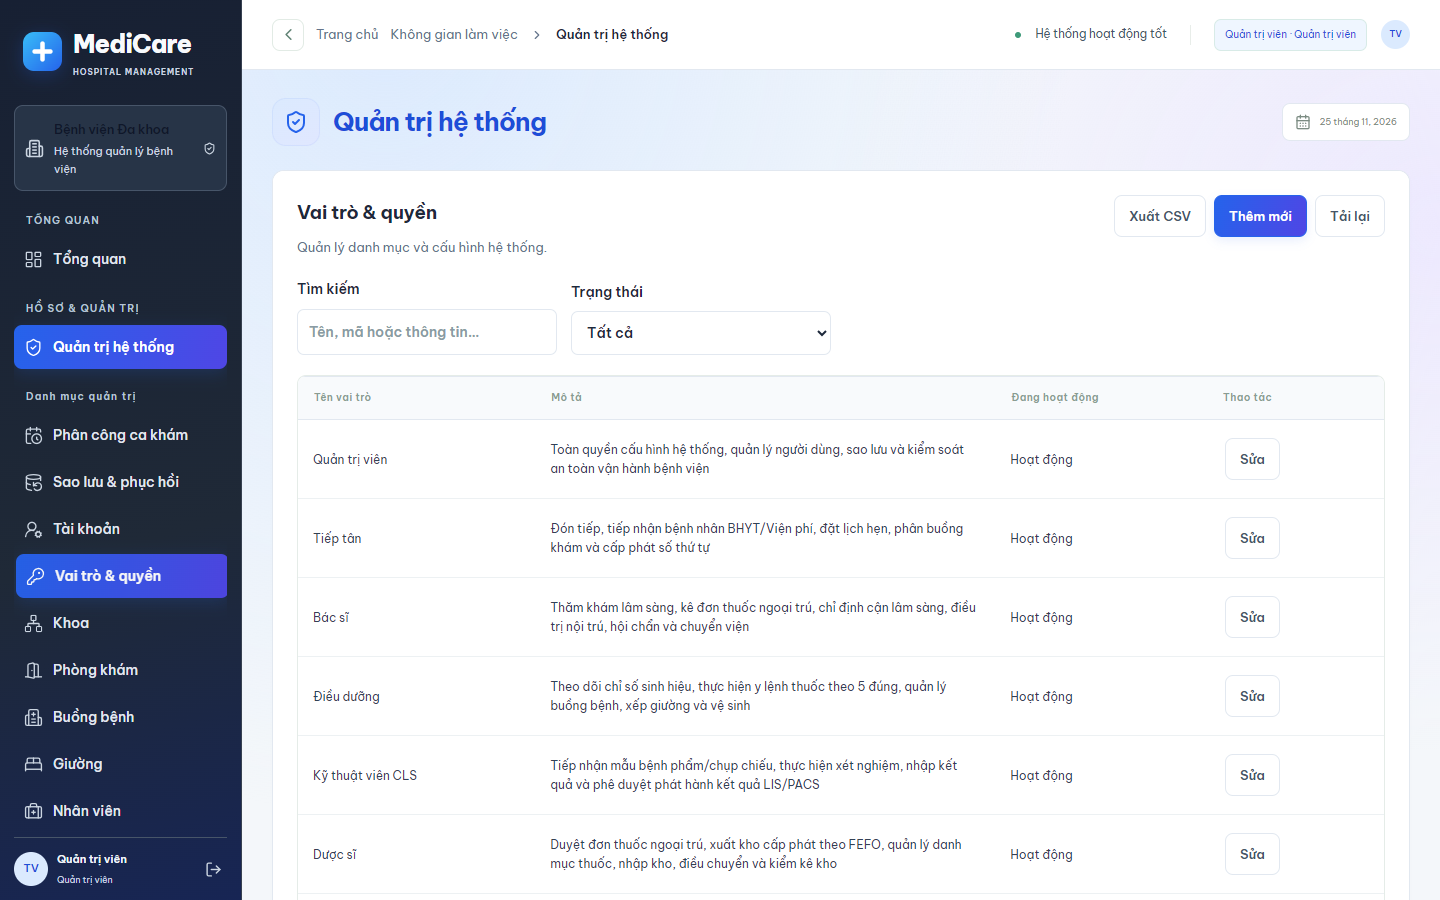 MediCare
HOSPITAL MANAGEMENT
Bệnh viện Đa khoa
Hệ thống quản lý bệnh
viện
TỔNG QUAN
Tổng quan
HỒ SƠ & QUẢN TRỊ
Quản trị hệ thống
Danh mục quản trị
Phân công ca khám
Sao lưu & phục hồi
Tài khoản
Vai trò & quyền
Khoa
Phòng khám
Buồng bệnh
Giường
Nhân viên
TV
Quản trị viên
Quản trị viên
Trang chủ Không gian làm việc > Quản trị hệ thống
Hệ thống hoạt động tốt
Quản trị viên · Quản trị viên
TV
Quản trị hệ thống
25 tháng 11, 2026
Vai trò & quyền
Quản lý danh mục và cấu hình hệ thống.
Xuất CSV
Thêm mới
Tải lại
Tìm kiếm
Tên, mã hoặc thông tin...
Trạng thái
Tất cả
Tên vai trò Mô tả Đang hoạt động Thao tác
Quản trị viên
Toàn quyền cấu hình hệ thống, quản lý người dùng, sao lưu và kiểm soát
an toàn vận hành bệnh viện
Hoạt động
Sửa
Tiếp tân
Đón tiếp, tiếp nhận bệnh nhân BHYT/Viện phí, đặt lịch hẹn, phân buồng
khám và cấp phát số thứ tự
Hoạt động
Sửa
Bác sĩ
Thăm khám lâm sàng, kê đơn thuốc ngoại trú, chỉ định cận lâm sàng, điều
trị nội trú, hội chẩn và chuyển viện
Hoạt động
Sửa
Điều dưỡng
Theo dõi chỉ số sinh hiệu, thực hiện y lệnh thuốc theo 5 đúng, quản lý
buồng bệnh, xếp giường và vệ sinh
Hoạt động
Sửa
Kỹ thuật viên CLS
Tiếp nhận mẫu bệnh phẩm/chụp chiếu, thực hiện xét nghiệm, nhập kết
quả và phê duyệt phát hành kết quả LIS/PACS
Hoạt động
Sửa
Dược sĩ
Duyệt đơn thuốc ngoại trú, xuất kho cấp phát theo FEFO, quản lý danh
mục thuốc, nhập kho, điều chuyển và kiểm kê kho
Hoạt động
Sửa